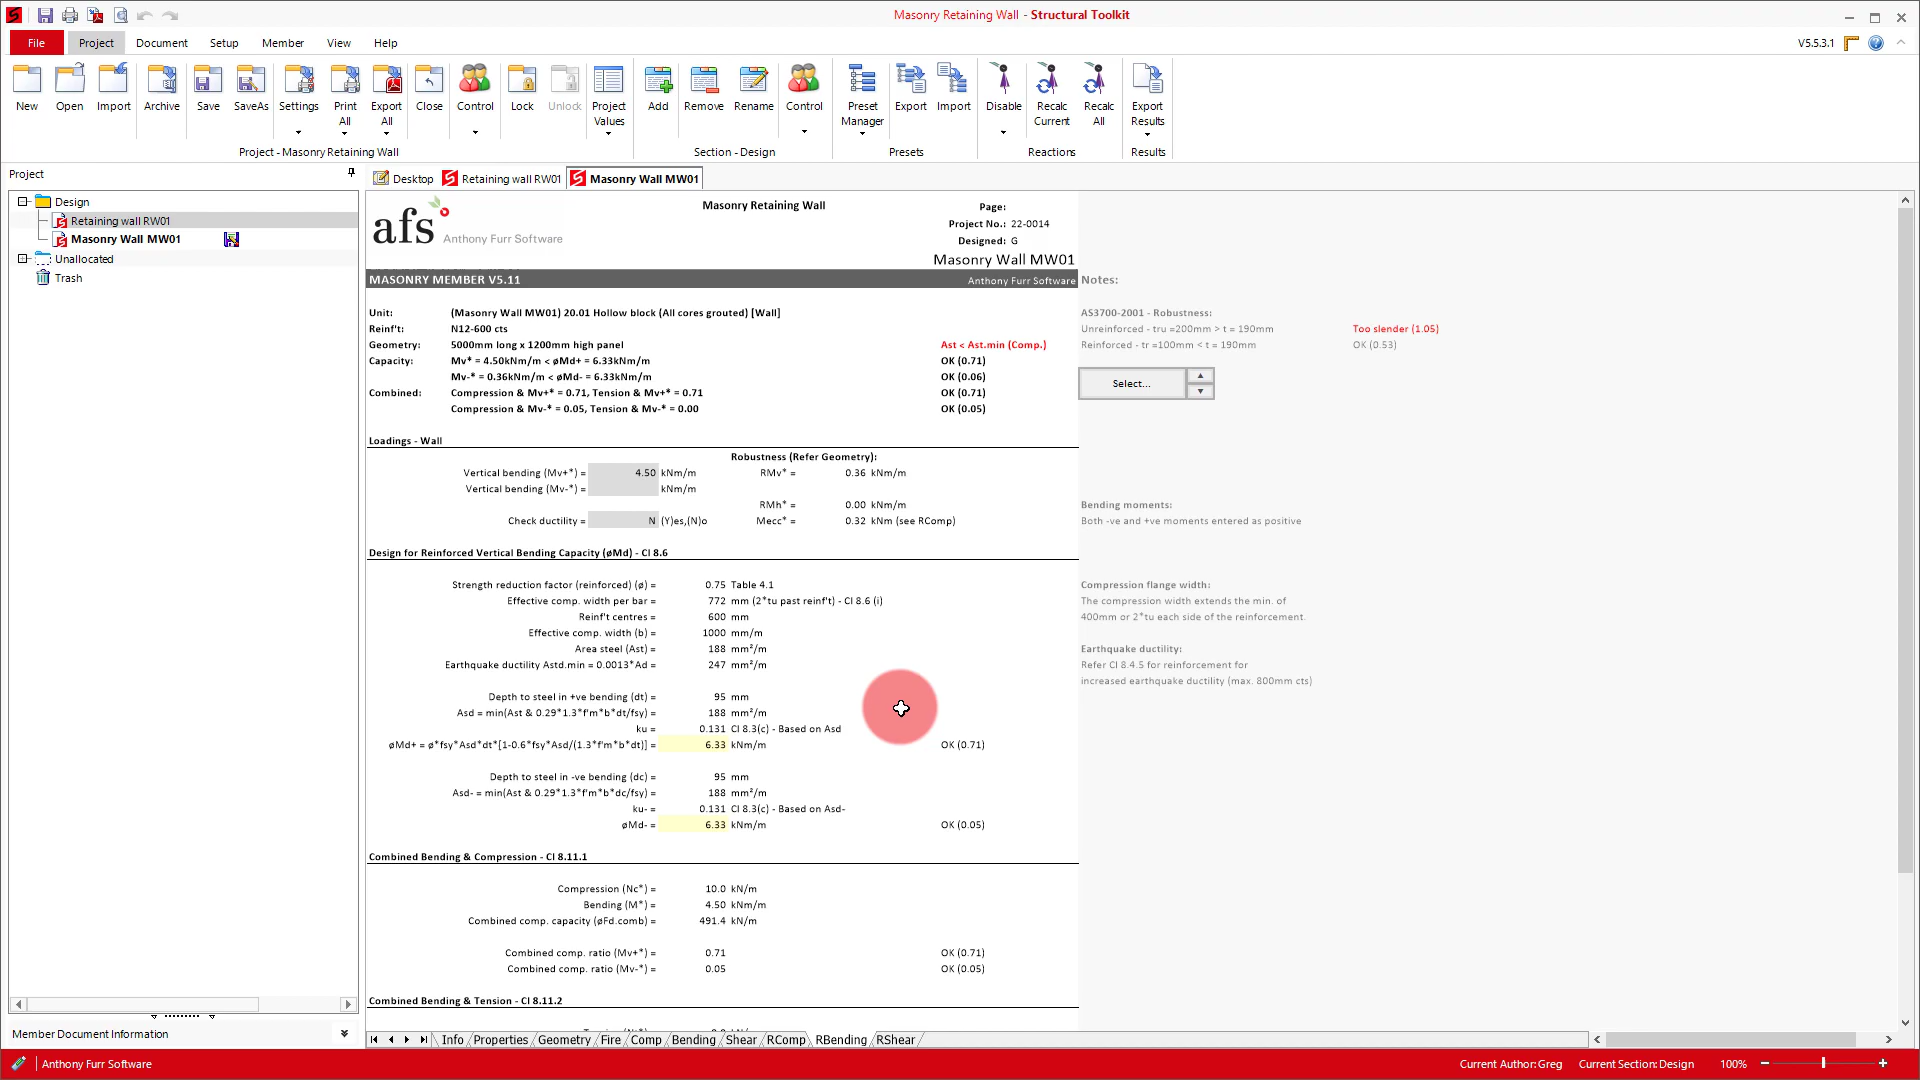 Masonry Retaining Wall - Structural Toolkit
File Project Document Setup Member View Help V5.5.3.1
New Open Import Archive Save SaveAs Settings Print All Export All Close Control Lock Unlock Project Values Add Remove Rename Control Preset Manager Export Import Disable Recalc Current Recalc All Export Results
Project - Masonry Retaining Wall Section - Design Presets Reactions Results
Project
Design
Retaining wall RW01
Masonry Wall MW01
Unallocated
Trash
Desktop Retaining wall RW01 Masonry Wall MW01
afs Anthony Furr Software
Masonry Retaining Wall
Page:
Project No.: 22-0014
Designed: G
Masonry Wall MW01
MASONRY MEMBER V5.11 Anthony Furr Software Notes:
Unit: (Masonry Wall MW01) 20.01 Hollow block (All cores grouted) [Wall] AS3700-2001 - Robustness:
Reinf't: N12-600 cts Unreinforced - tru =200mm > t = 190mm Too slender (1.05)
Geometry: 5000mm long x 1200mm high panel Ast < Ast.min (Comp.) Reinforced - tr =100mm < t = 190mm OK (0.53)
Capacity: Mv* = 4.50kNm/m < øMd+ = 6.33kNm/m OK (0.71)
Mv-* = 0.36kNm/m < øMd- = 6.33kNm/m OK (0.06)
Select...
Combined: Compression & Mv+* = 0.71, Tension & Mv+* = 0.71 OK (0.71)
Compression & Mv-* = 0.05, Tension & Mv-* = 0.00 OK (0.05)
Loadings - Wall
Robustness (Refer Geometry):
Vertical bending (Mv+*) = 4.50 kNm/m RMv* = 0.36 kNm/m
Vertical bending (Mv-*) = kNm/m
RMh* = 0.00 kNm/m Bending moments:
Check ductility = N (Y)es,(N)o Mecc* = 0.32 kNm (see RComp) Both -ve and +ve moments entered as positive
Design for Reinforced Vertical Bending Capacity (øMd) - Cl 8.6
Strength reduction factor (reinforced) (ø) = 0.75 Table 4.1 Compression flange width:
Effective comp. width per bar = 772 mm (2*tu past reinf't) - Cl 8.6 (i) The compression width extends the min. of
Reinf't centres = 600 mm 400mm or 2*tu each side of the reinforcement.
Effective comp. width (b) = 1000 mm/m
Area steel (Ast) = 188 mm²/m Earthquake ductility:
Earthquake ductility Astd.min = 0.0013*Ad = 247 mm²/m Refer Cl 8.4.5 for reinforcement for
increased earthquake ductility (max. 800mm cts)
Depth to steel in +ve bending (dt) = 95 mm
Asd = min(Ast & 0.29*1.3*f'm*b*dt/fsy) = 188 mm²/m
ku = 0.131 Cl 8.3(c) - Based on Asd
øMd+ = ø*fsy*Asd*dt*[1-0.6*fsy*Asd/(1.3*f'm*b*dt)] = 6.33 kNm/m OK (0.71)
Depth to steel in -ve bending (dc) = 95 mm
Asd- = min(Ast & 0.29*1.3*f'm*b*dc/fsy) = 188 mm²/m
ku- = 0.131 Cl 8.3(c) - Based on Asd-
øMd- = 6.33 kNm/m OK (0.05)
Combined Bending & Compression - Cl 8.11.1
Compression (Nc*) = 10.0 kN/m
Bending (M*) = 4.50 kNm/m
Combined comp. capacity (øFd.comb) = 491.4 kN/m
Combined comp. ratio (Mv+*) = 0.71 OK (0.71)
Combined comp. ratio (Mv-*) = 0.05 OK (0.05)
Combined Bending & Tension - Cl 8.11.2
Member Document Information
Info Properties Geometry Fire Comp Bending Shear RComp RBending RShear
Anthony Furr Software Current Author:Greg Current Section:Design 100%